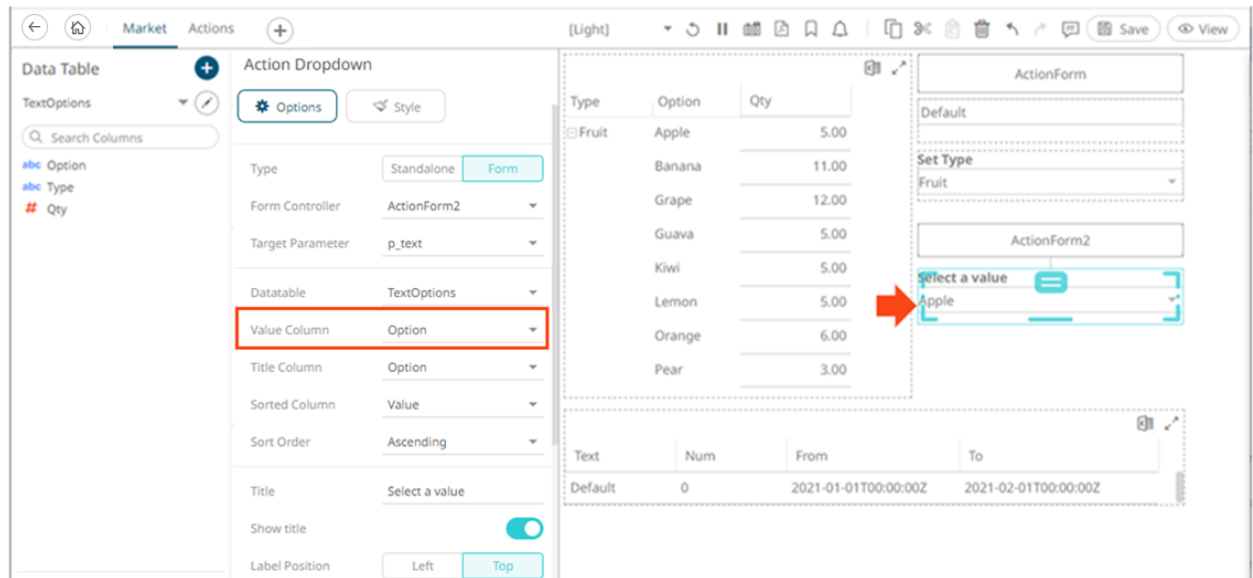 Market Actions [Light] Save View
Data Table
TextOptions
Search Columns
abc Option
abc Type
# Qty
Action Dropdown
Options Style
Type Standalone Form
Form Controller ActionForm2
Target Parameter p_text
Datatable TextOptions
Value Column Option
Title Column Option
Sorted Column Value
Sort Order Ascending
Title Select a value
Show title
Label Position Left Top
Type Option Qty
Fruit Apple 5.00
Banana 11.00
Grape 12.00
Guava 5.00
Kiwi 5.00
Lemon 5.00
Orange 6.00
Pear 3.00
ActionForm
Default
Set Type
Fruit
ActionForm2
Select a value
Apple
Text Num From To
Default 0 2021-01-01T00:00:00Z 2021-02-01T00:00:00Z